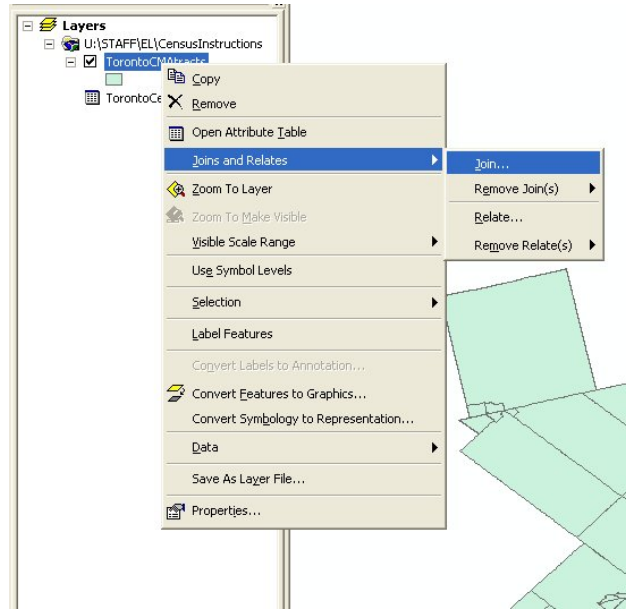 Layers
U:\STAFF\EL\CensusInstructions
TorontoCMAtracts
TorontoCe
Copy
Remove
Open Attribute Table
Joins and Relates
Zoom To Layer
Zoom To Make Visible
Visible Scale Range
Use Symbol Levels
Selection
Label Features
Convert Labels to Annotation...
Convert Features to Graphics...
Convert Symbology to Representation...
Data
Save As Layer File...
Properties...
Join...
Remove Join(s)
Relate...
Remove Relate(s)